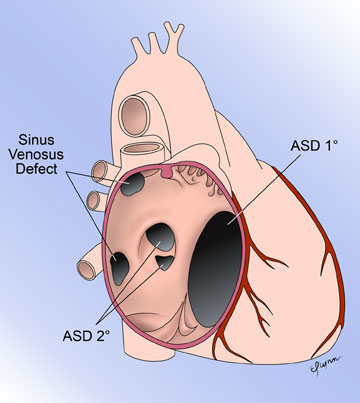 Sinus
Venosus
Defect
ASD 1°
ASD 2°